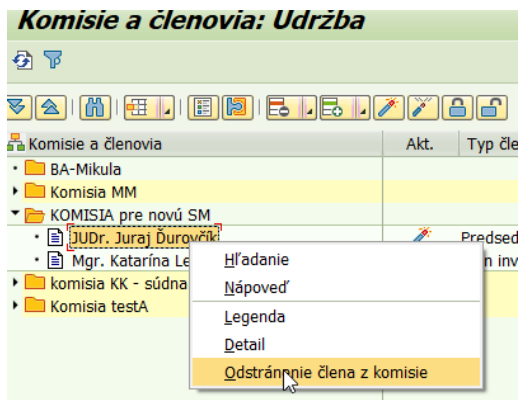 Komisie a členovia: Údržba
Komisie a členovia Akt. Typ čle
BA-Mikula
Komisia MM
KOMISIA pre novú SM
JUDr. Juraj Ďurovčík Predsed
Mgr. Katarína Le n inv
komisia KK - súdna
Komisia testA
Hľadanie
Nápoveď
Legenda
Detail
Odstránenie člena z komisie